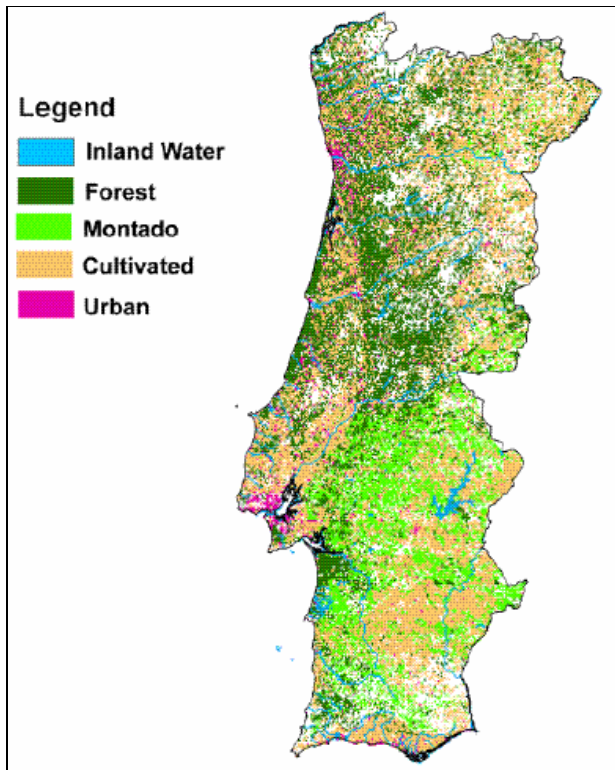 Legend
Inland Water
Forest
Montado
Cultivated
Urban